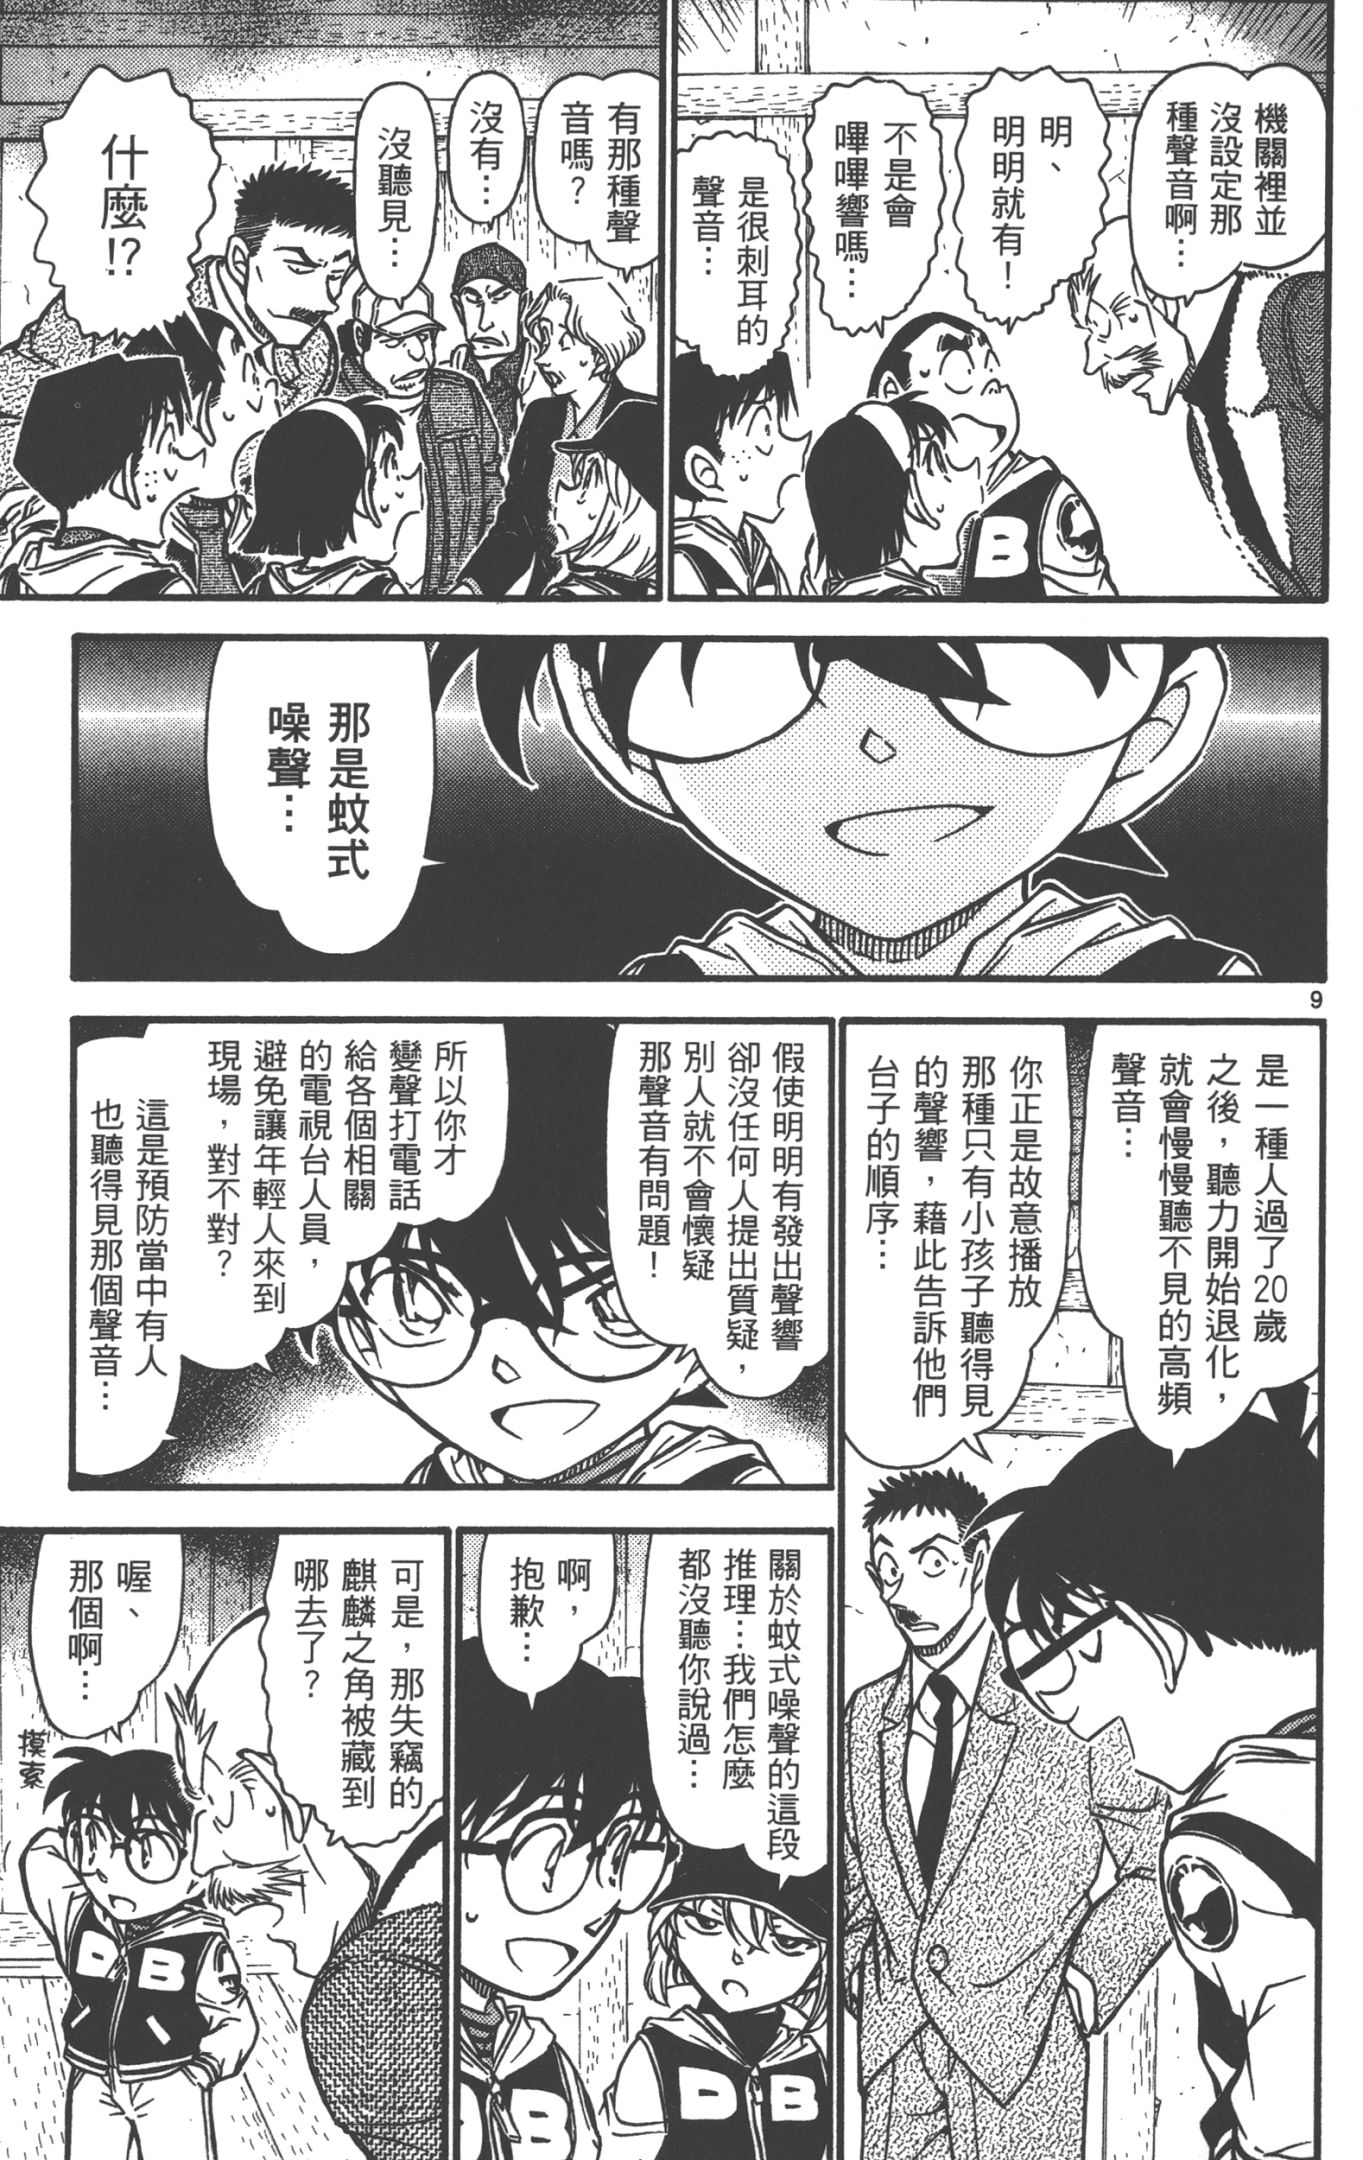 機關裡並
沒設定那
種聲音啊…
明、
明明就有！
不是會
嗶嗶響嗎…
是很刺耳的
聲音…
有那種聲
音嗎？
沒有…
沒聽見…
什麼!?
B
那是蚊式
噪聲…
9
是一種人過了20歲
之後，聽力開始退化，
就會慢慢聽不見的高頻
聲音…
你正是故意播放
那種只有小孩子聽得見
的聲響，藉此告訴他們
台子的順序…
假使明明有發出聲響
卻沒任何人提出質疑，
別人就不會懷疑
那聲音有問題！
所以你才
變聲打電話
給各個相關
的電視台人員，
避免讓年輕人來到
現場，對不對？
這是預防當中有人
也聽得見那個聲音…
關於蚊式噪聲的這段
推理…我們怎麼
都沒聽你說過…
啊，
抱歉…
D B
B
可是，那失竊的
麒麟之角被藏到
哪去了？
喔、
那個啊…
摸索
D B